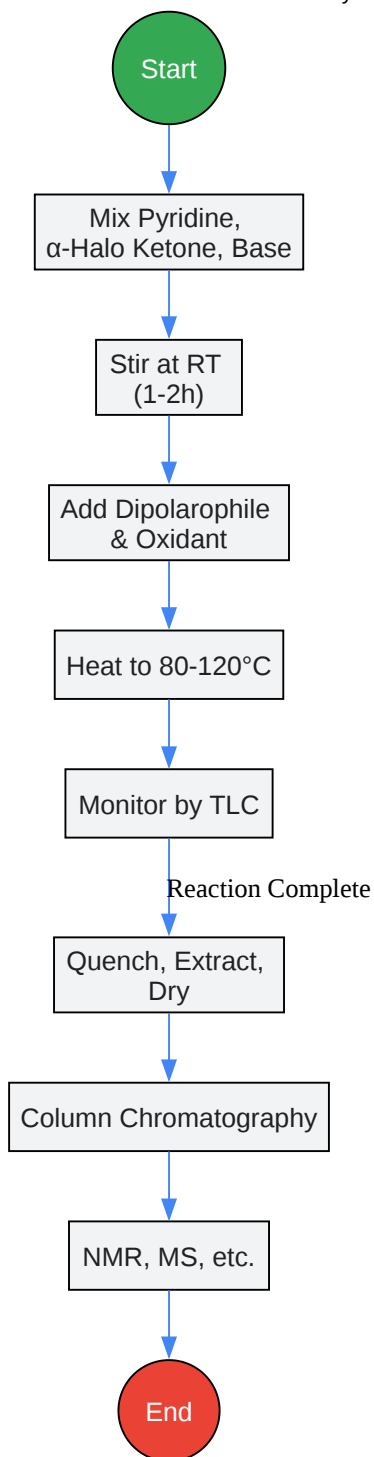 Start
Mix Pyridine,
α-Halo Ketone, Base
Stir at RT
(1-2h)
Add Dipolarophile
& Oxidant
Heat to 80-120°C
Monitor by TLC
Reaction Complete
Quench, Extract,
Dry
Column Chromatography
NMR, MS, etc.
End